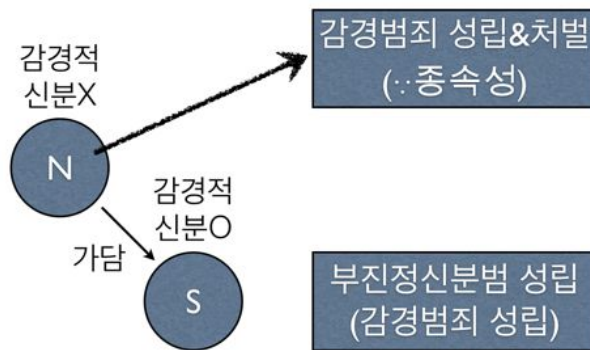 감경적
신분X
N
감경범죄 성립&처벌
(∵종속성)
가담
감경적
신분O
S
부진정신분범 성립
(감경범죄 성립)